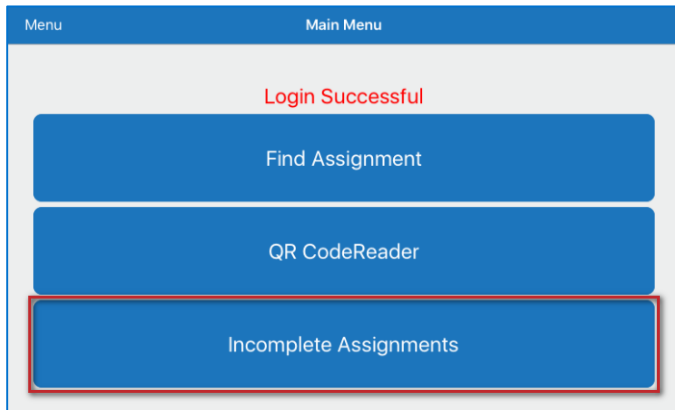 Menu Main Menu
Login Successful
Find Assignment
QR CodeReader
Incomplete Assignments